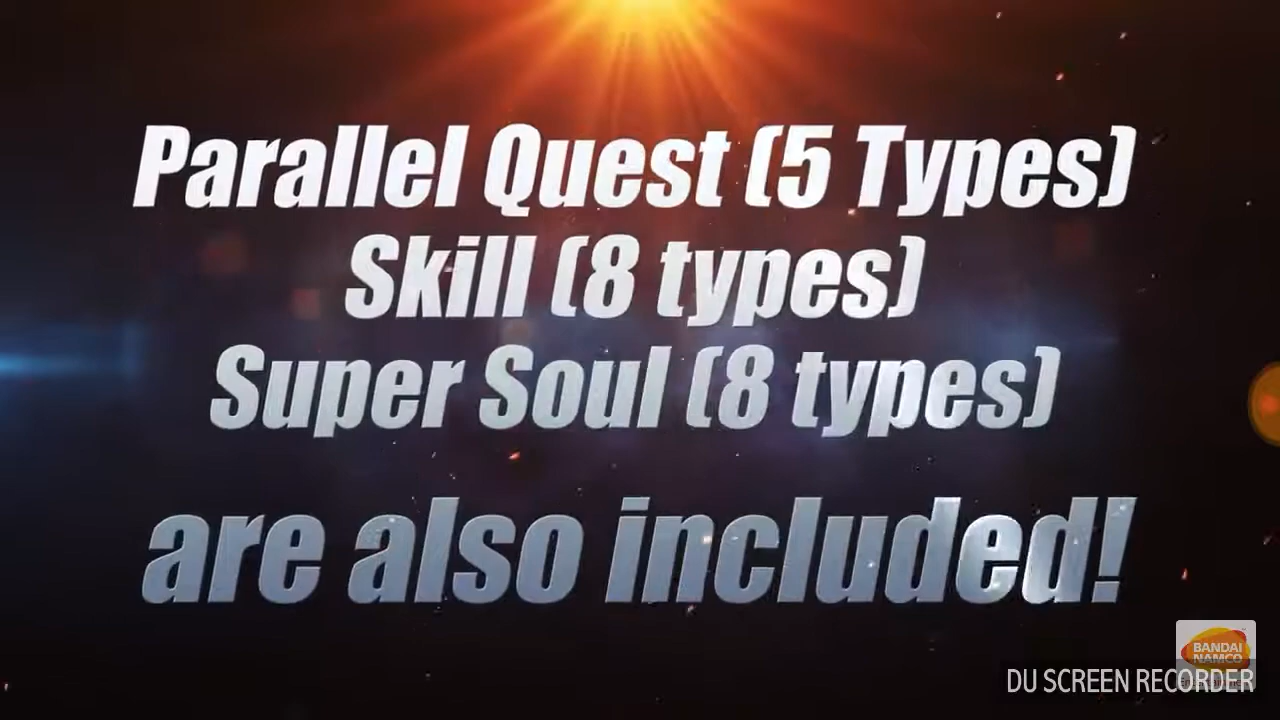 Parallel Quest (5 Types)
Skill (8 types)
Super Soul (8 types)
are also included!
BANDAI
NAMCO
DU SCREEN RECORDER